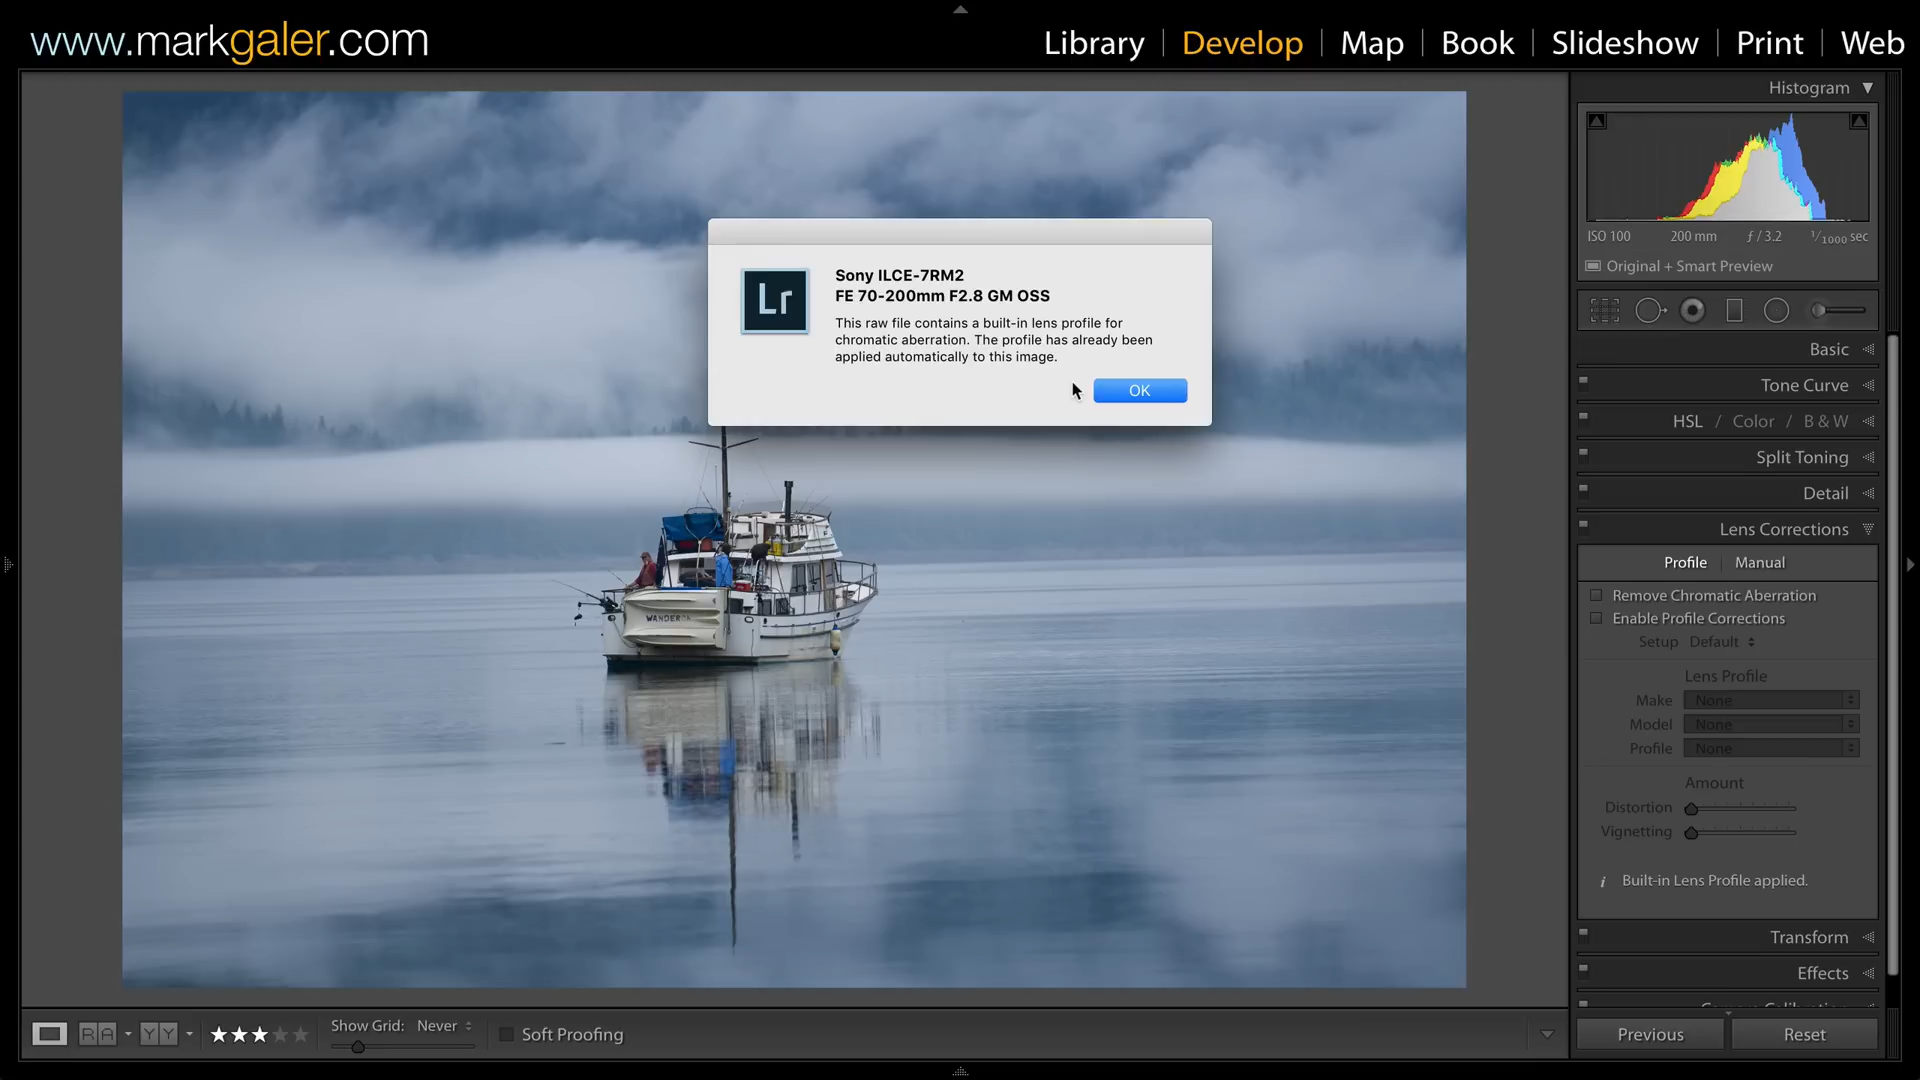 www.markgaler.com
Library | Develop | Map | Book | Slideshow | Print | Web
Histogram
ISO 100 200 mm ƒ / 3.2 1/1000 sec
Original + Smart Preview
Sony ILCE-7RM2
FE 70-200mm F2.8 GM OSS
This raw file contains a built-in lens profile for
chromatic aberration. The profile has already been
applied automatically to this image.
OK
Lr
Basic
Tone Curve
HSL / Color / B & W
Split Toning
Detail
Lens Corrections
Profile | Manual
Remove Chromatic Aberration
Enable Profile Corrections
Setup Default
Lens Profile
Make None
Model None
Profile None
Amount
Distortion
Vignetting
i Built-in Lens Profile applied.
Transform
Effects
Previous
Reset
R A
Y Y
Show Grid: Never
Soft Proofing